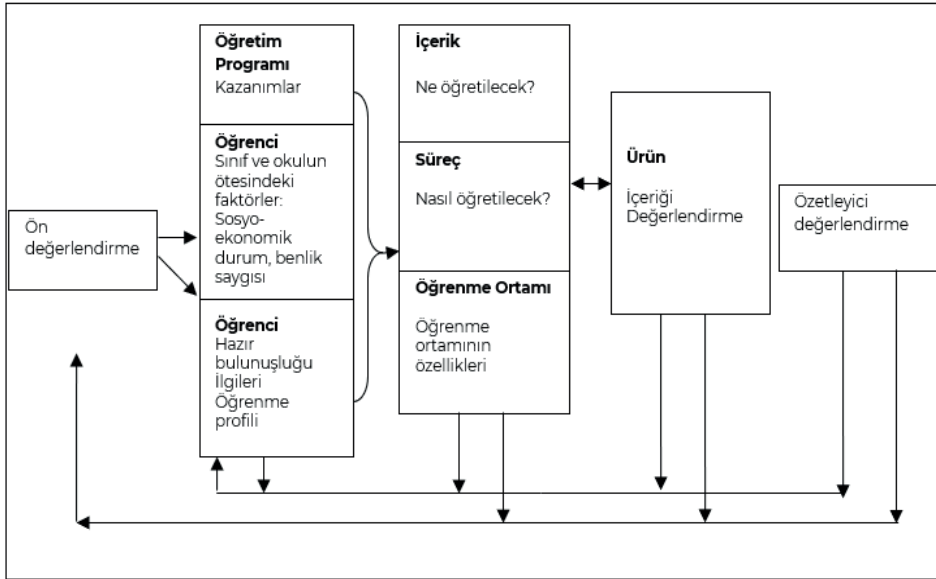 Ön
değerlendirme
Öğretim
Programı
Kazanımlar
Öğrenci
Sınıf ve okulun
ötesindeki
faktörler:
Sosyo-
ekonomik
durum, benlik
saygısı
Öğrenci
Hazır
bulunuşluğu
İlgileri
Öğrenme
profili
İçerik
Ne öğretilecek?
Süreç
Nasıl öğretilecek?
Öğrenme Ortamı
Öğrenme
ortamının
özellikleri
Ürün
İçeriği
Değerlendirme
Özetleyici
değerlendirme